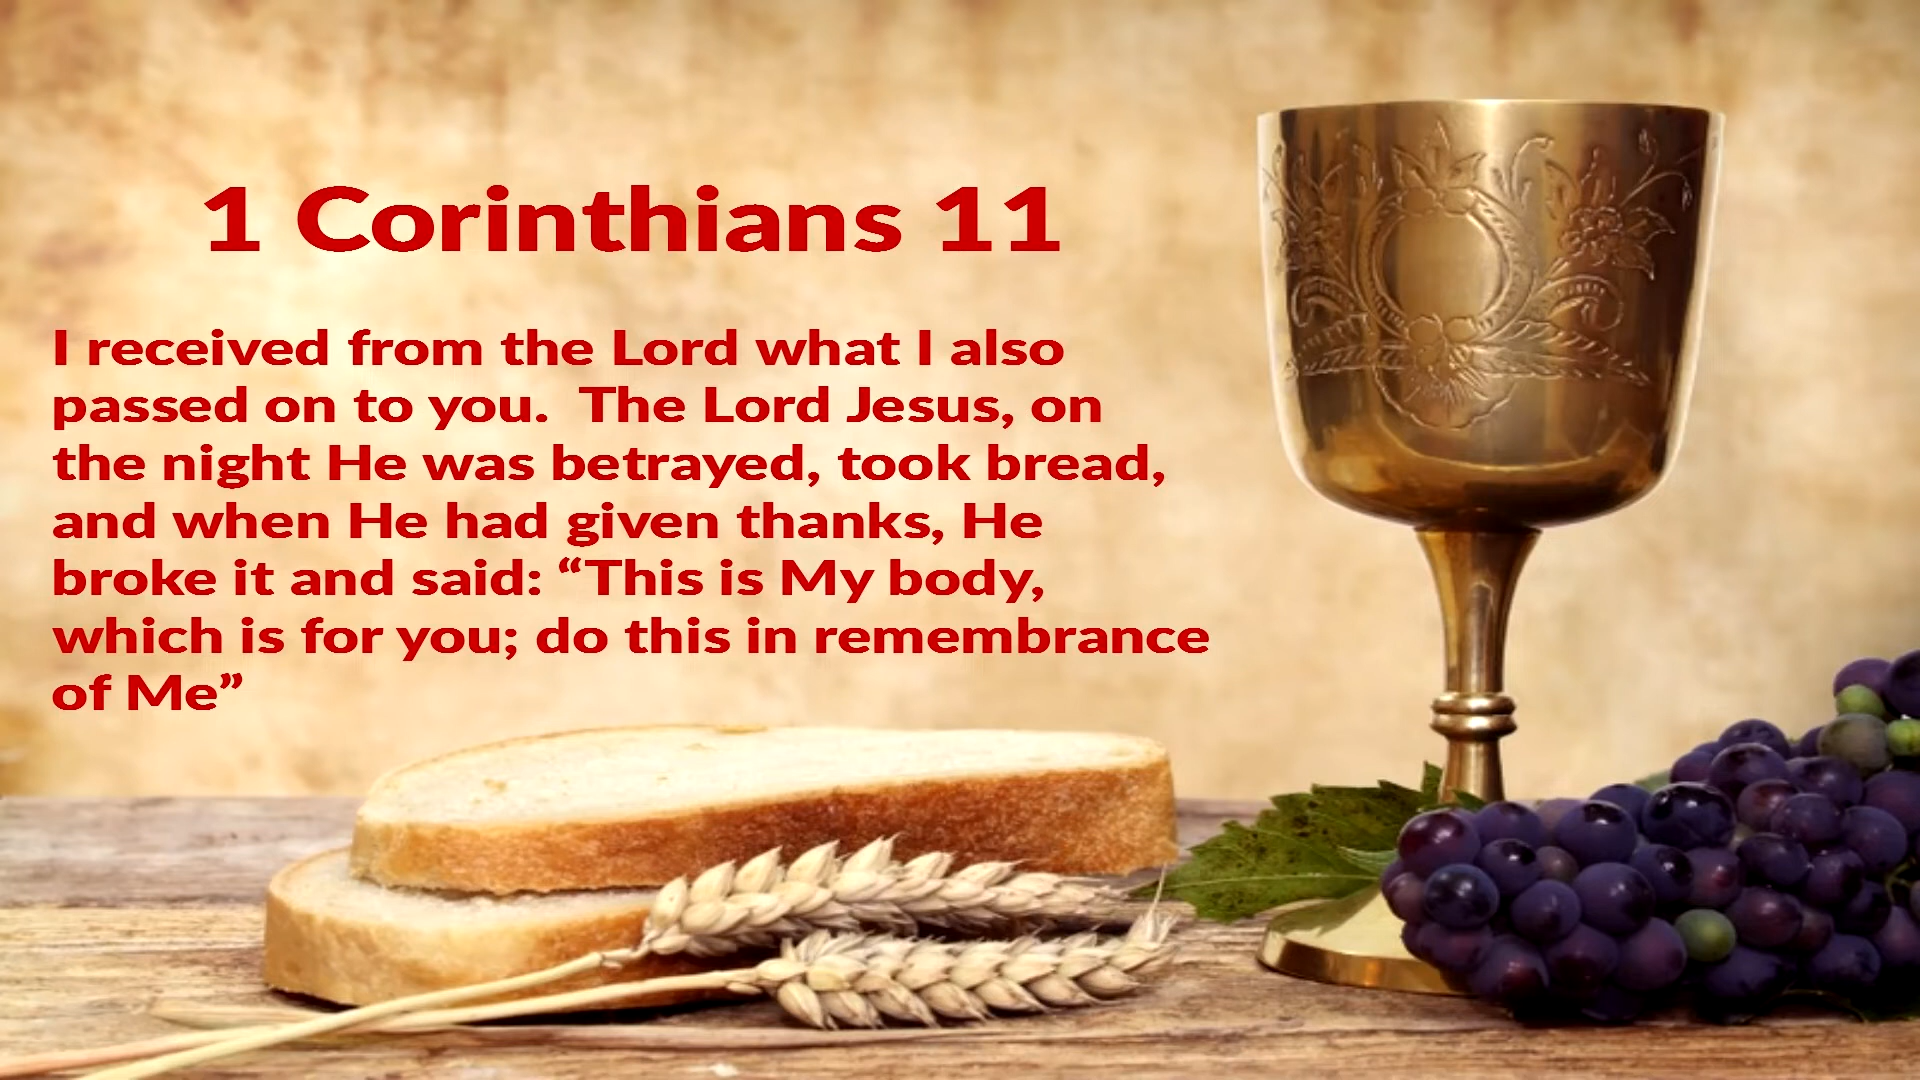 1 Corinthians 11
I received from the Lord what I also
passed on to you.  The Lord Jesus, on
the night He was betrayed, took bread,
and when He had given thanks, He
broke it and said: “This is My body,
which is for you; do this in remembrance
of Me”